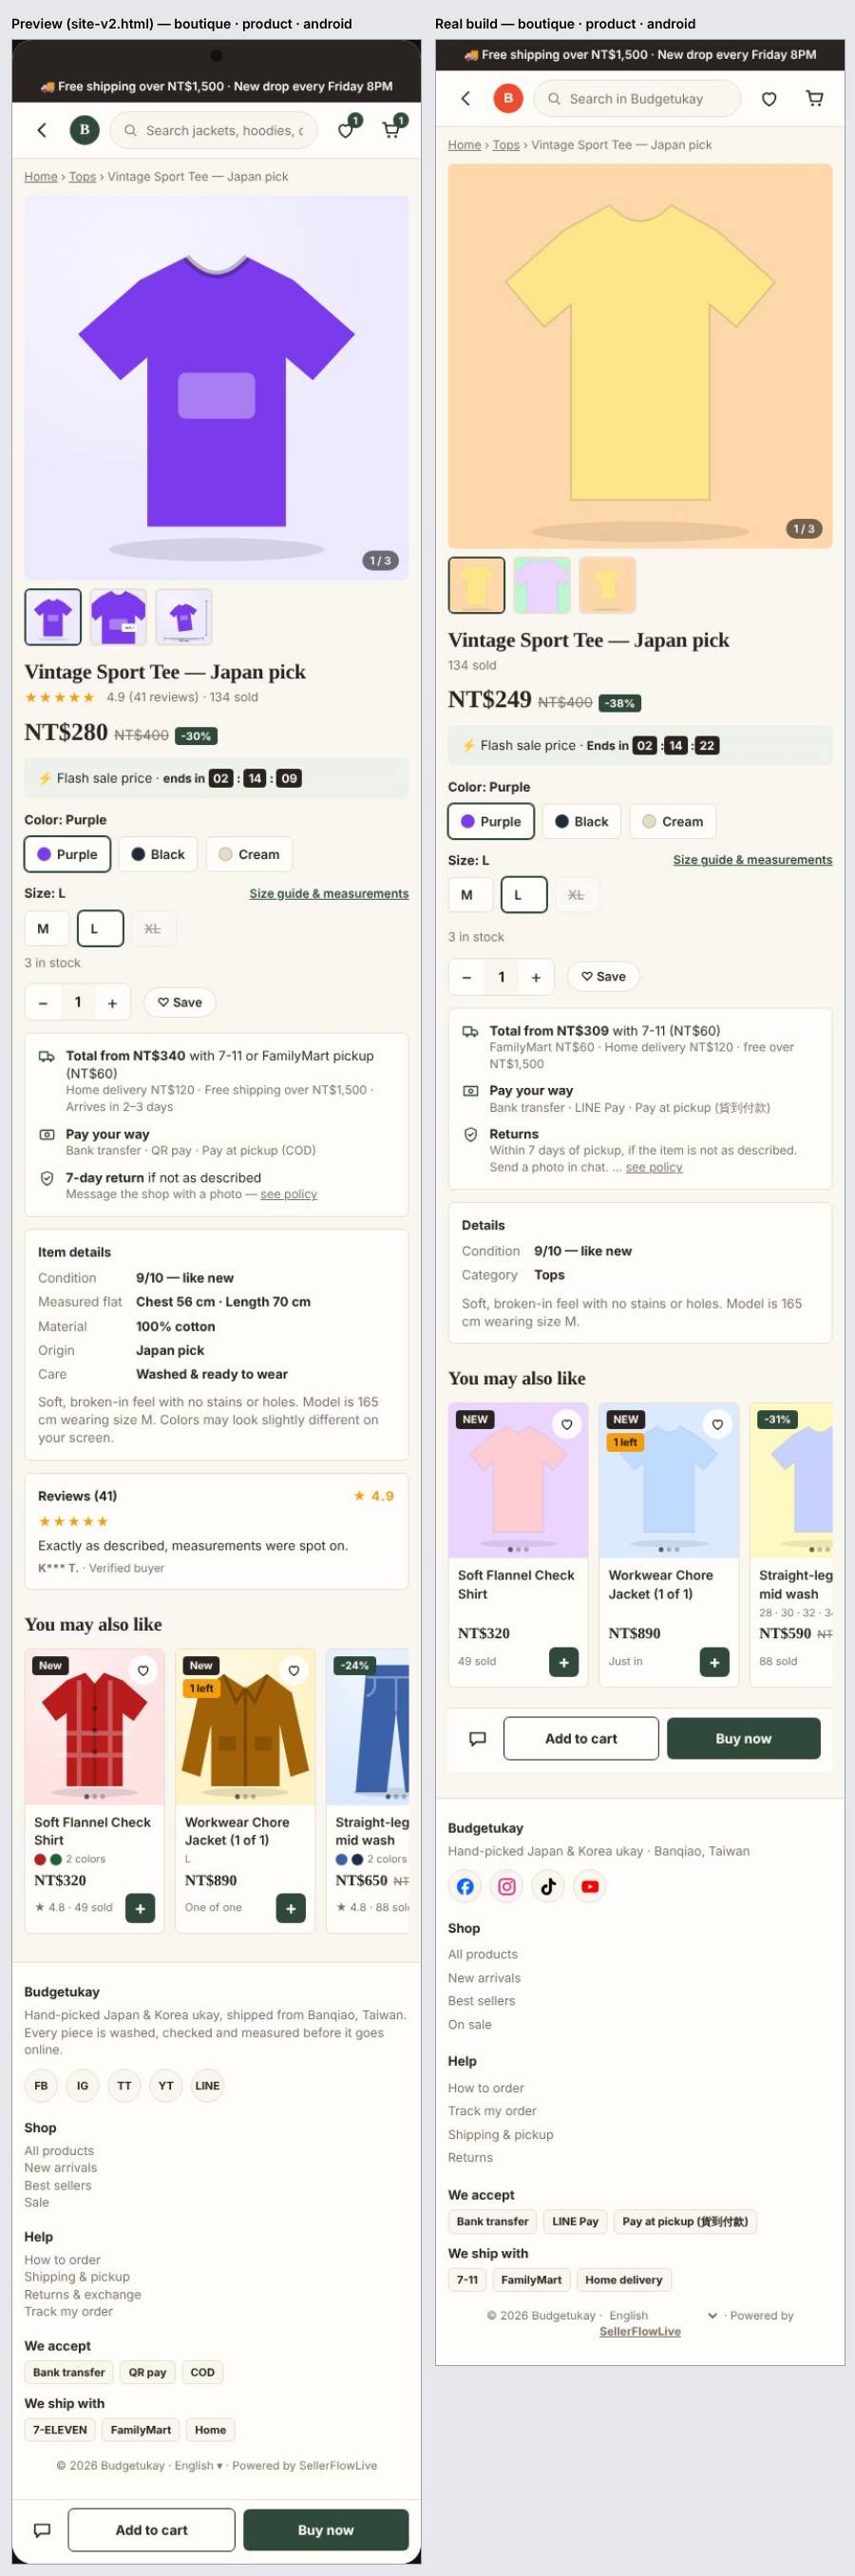 Preview (site-v2.html) — boutique · product · android
🚚 Free shipping over NT$1,500 · New drop every Friday 8PM
B
Search jackets, hoodies, c
1
1
Home › Tops › Vintage Sport Tee — Japan pick
1 / 3
Vintage Sport Tee — Japan pick
★★★★★ 4.9 (41 reviews) · 134 sold
NT$280 NT$400 -30%
⚡ Flash sale price · ends in 02 : 14 : 09
Color: Purple
Purple
Black
Cream
Size: L
Size guide & measurements
M
L
XL
3 in stock
− 1 +
♡ Save
Total from NT$340 with 7-11 or FamilyMart pickup
(NT$60)
Home delivery NT$120 · Free shipping over NT$1,500 ·
Arrives in 2–3 days
Pay your way
Bank transfer · QR pay · Pay at pickup (COD)
7-day return if not as described
Message the shop with a photo — see policy
Item details
Condition 9/10 — like new
Measured flat Chest 56 cm · Length 70 cm
Material 100% cotton
Origin Japan pick
Care Washed & ready to wear
Soft, broken-in feel with no stains or holes. Model is 165
cm wearing size M. Colors may look slightly different on
your screen.
Reviews (41)
★ 4.9
★★★★★
Exactly as described, measurements were spot on.
K*** T. · Verified buyer
You may also like
New
Soft Flannel Check
Shirt
2 colors
NT$320
★ 4.8 · 49 sold
+
New
1 left
Workwear Chore
Jacket (1 of 1)
L
NT$890
One of one
+
-24%
Straight-leg
mid wash
2 colors
NT$650 NT
★ 4.8 · 88 sol
Budgetukay
Hand-picked Japan & Korea ukay, shipped from Banqiao, Taiwan.
Every piece is washed, checked and measured before it goes
online.
FB
IG
TT
YT
LINE
Shop
All products
New arrivals
Best sellers
Sale
Help
How to order
Shipping & pickup
Returns & exchange
Track my order
We accept
Bank transfer
QR pay
COD
We ship with
7-ELEVEN
FamilyMart
Home
© 2026 Budgetukay · English ▾ · Powered by SellerFlowLive
Add to cart
Buy now
Real build — boutique · product · android
🚚 Free shipping over NT$1,500 · New drop every Friday 8PM
B
Search in Budgetukay
Home › Tops › Vintage Sport Tee — Japan pick
1 / 3
Vintage Sport Tee — Japan pick
134 sold
NT$249 NT$400 -38%
⚡ Flash sale price · Ends in 02 : 14 : 22
Color: Purple
Purple
Black
Cream
Size: L
Size guide & measurements
M
L
XL
3 in stock
− 1 +
♡ Save
Total from NT$309 with 7-11 (NT$60)
FamilyMart NT$60 · Home delivery NT$120 · free over
NT$1,500
Pay your way
Bank transfer · LINE Pay · Pay at pickup (貨到付款)
Returns
Within 7 days of pickup, if the item is not as described.
Send a photo in chat. ... see policy
Details
Condition 9/10 — like new
Category Tops
Soft, broken-in feel with no stains or holes. Model is 165
cm wearing size M.
You may also like
NEW
Soft Flannel Check
Shirt
NT$320
49 sold
+
NEW
1 left
Workwear Chore
Jacket (1 of 1)
NT$890
Just in
+
-31%
Straight-leg
mid wash
28 · 30 · 32 · 34
NT$590 NT
88 sold
Add to cart
Buy now
Budgetukay
Hand-picked Japan & Korea ukay · Banqiao, Taiwan
Shop
All products
New arrivals
Best sellers
On sale
Help
How to order
Track my order
Shipping & pickup
Returns
We accept
Bank transfer
LINE Pay
Pay at pickup (貨到付款)
We ship with
7-11
FamilyMart
Home delivery
© 2026 Budgetukay · English · Powered by
SellerFlowLive